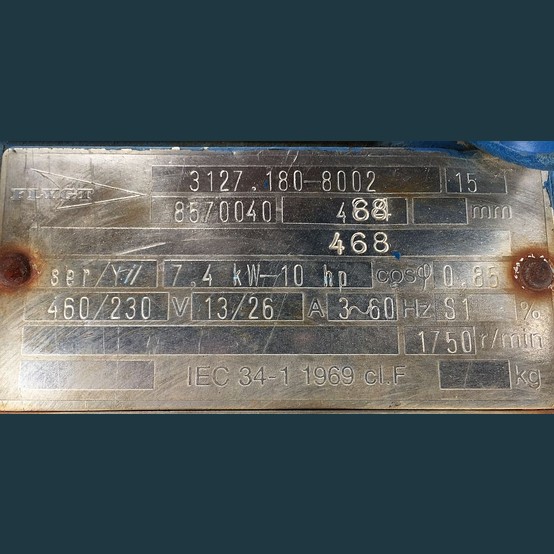 FLYGT 3127.180-8002 15
8570040 mm
468
ser/Y// 7.4 kW-10 hp cosφ 0.85
460/230 V 13/26 A 3~60 Hz S1 %
1750 r/min
IEC 34-1 1969 cl.F kg